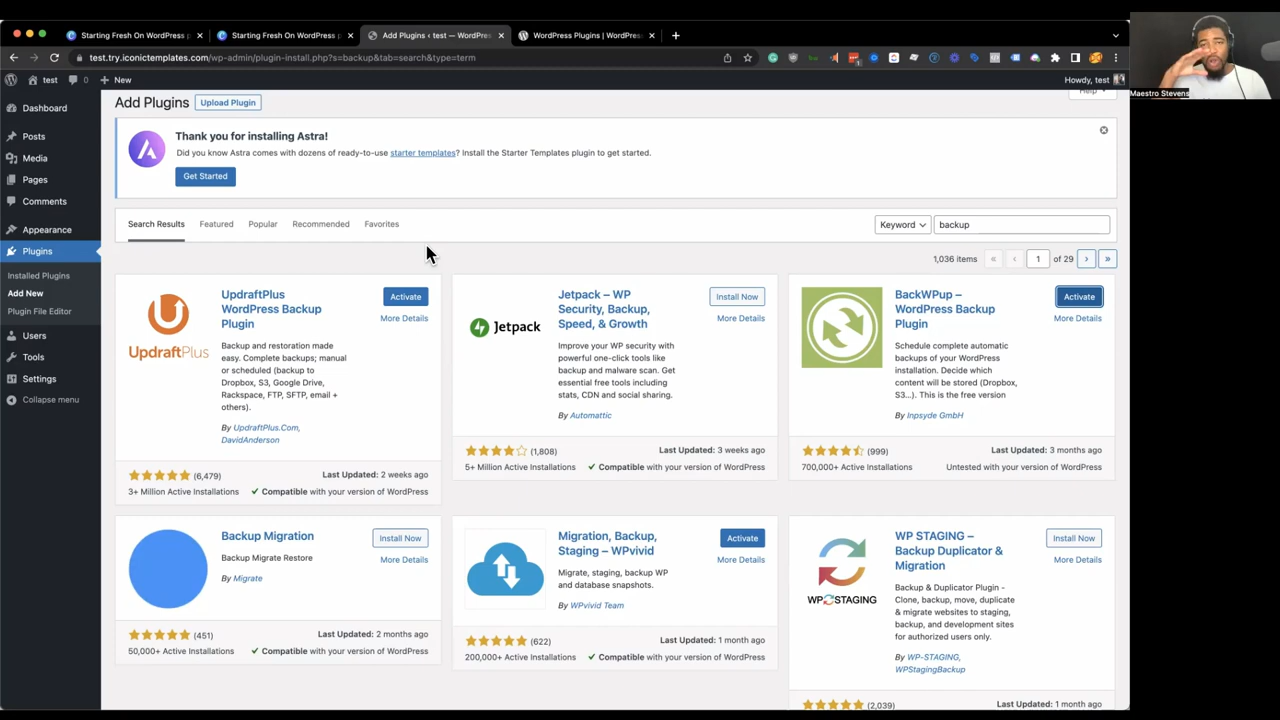 Starting Fresh On WordPress p
Starting Fresh On WordPress p
Add Plugins ‹ test — WordPres
WordPress Plugins | WordPress
test.try.iconictemplates.com/wp-admin/plugin-install.php?s=backup&tab=search&type=term
test
0
New
Howdy, test
Maestro Stevens
Dashboard
Posts
Media
Pages
Comments
Appearance
Plugins
Installed Plugins
Add New
Plugin File Editor
Users
Tools
Settings
Collapse menu
Add Plugins
Upload Plugin
Help
Thank you for installing Astra!
Did you know Astra comes with dozens of ready-to-use starter templates? Install the Starter Templates plugin to get started.
Get Started
Search Results
Featured
Popular
Recommended
Favorites
Keyword
backup
1,036 items
«
‹
1
of 29
›
»
UpdraftPlus
WordPress Backup
Plugin
Activate
More Details
Backup and restoration made
easy. Complete backups; manual
or scheduled (backup to
Dropbox, S3, Google Drive,
Rackspace, FTP, SFTP, email +
others).
By UpdraftPlus.Com,
DavidAnderson
UpdraftPlus
(6,479)
Last Updated: 2 weeks ago
3+ Million Active Installations
Compatible with your version of WordPress
Jetpack – WP
Security, Backup,
Speed, & Growth
Install Now
More Details
Jetpack
Improve your WP security with
powerful one-click tools like
backup and malware scan. Get
essential free tools including
stats, CDN and social sharing.
By Automattic
(1,808)
Last Updated: 3 weeks ago
5+ Million Active Installations
Compatible with your version of WordPress
BackWPup –
WordPress Backup
Plugin
Activate
More Details
Schedule complete automatic
backups of your WordPress
installation. Decide which
content will be stored (Dropbox,
S3…). This is the free version
By Inpsyde GmbH
(999)
Last Updated: 3 months ago
700,000+ Active Installations
Untested with your version of WordPress
Backup Migration
Install Now
More Details
Backup Migrate Restore
By Migrate
(451)
Last Updated: 2 months ago
50,000+ Active Installations
Compatible with your version of WordPress
Migration, Backup,
Staging – WPvivid
Activate
More Details
Migrate, staging, backup WP
and database snapshots.
By WPvivid Team
(622)
Last Updated: 1 month ago
200,000+ Active Installations
Compatible with your version of WordPress
WP STAGING –
Backup Duplicator &
Migration
Install Now
More Details
WP STAGING
Backup & Duplicator Plugin -
Clone, backup, move, duplicate
& migrate websites to staging,
backup, and development sites
for authorized users only.
By WP-STAGING,
WPStagingBackup
(2,039)
Last Updated: 1 month ago